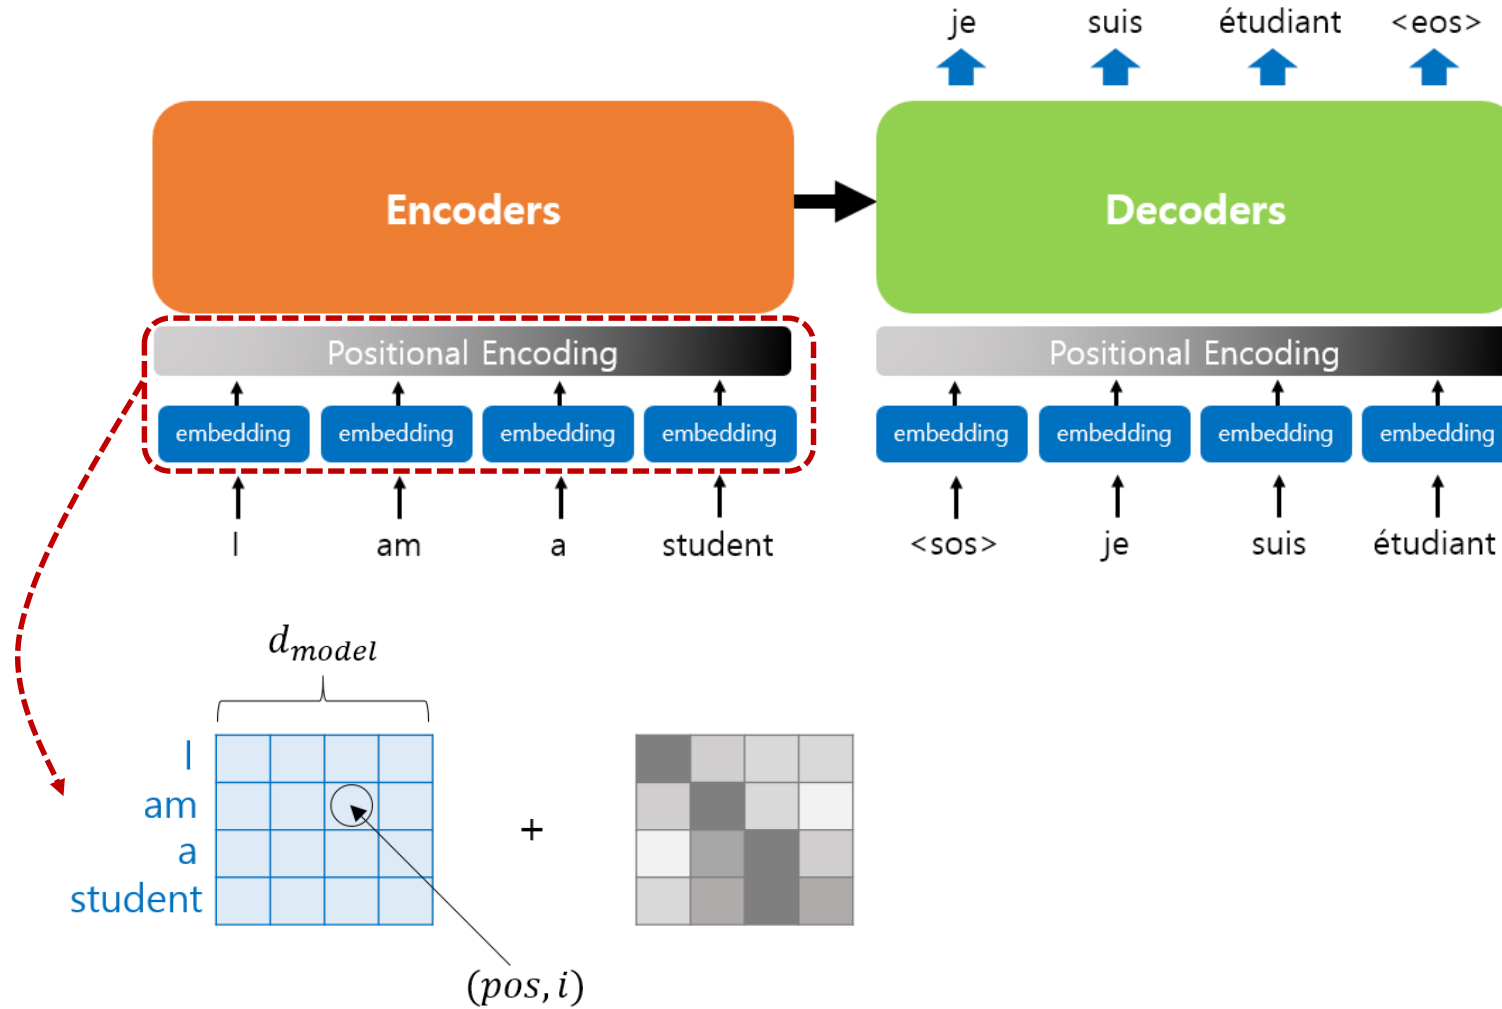 je suis étudiant <eos>
Encoders
Decoders
Positional Encoding
Positional Encoding
embedding embedding embedding embedding
embedding embedding embedding embedding
I am a student
<sos> je suis étudiant
d_model
I
am
a
student
+
(pos, i)